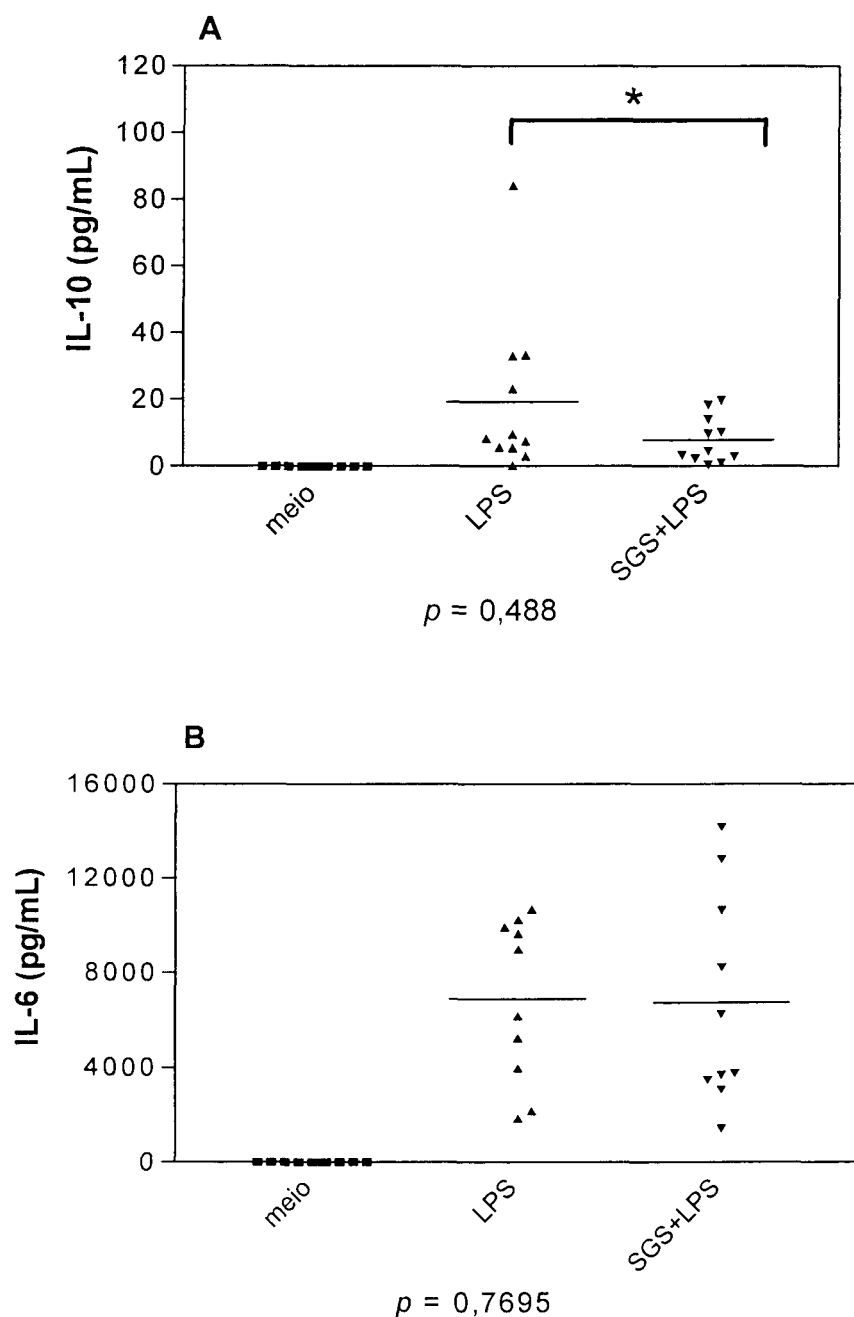 A
120
100
80
60
40
20
0
IL-10 (pg/mL)
*
meio
LPS
SGS+LPS
p = 0,488
B
16000
12000
8000
4000
0
IL-6 (pg/mL)
meio
LPS
SGS+LPS
p = 0,7695